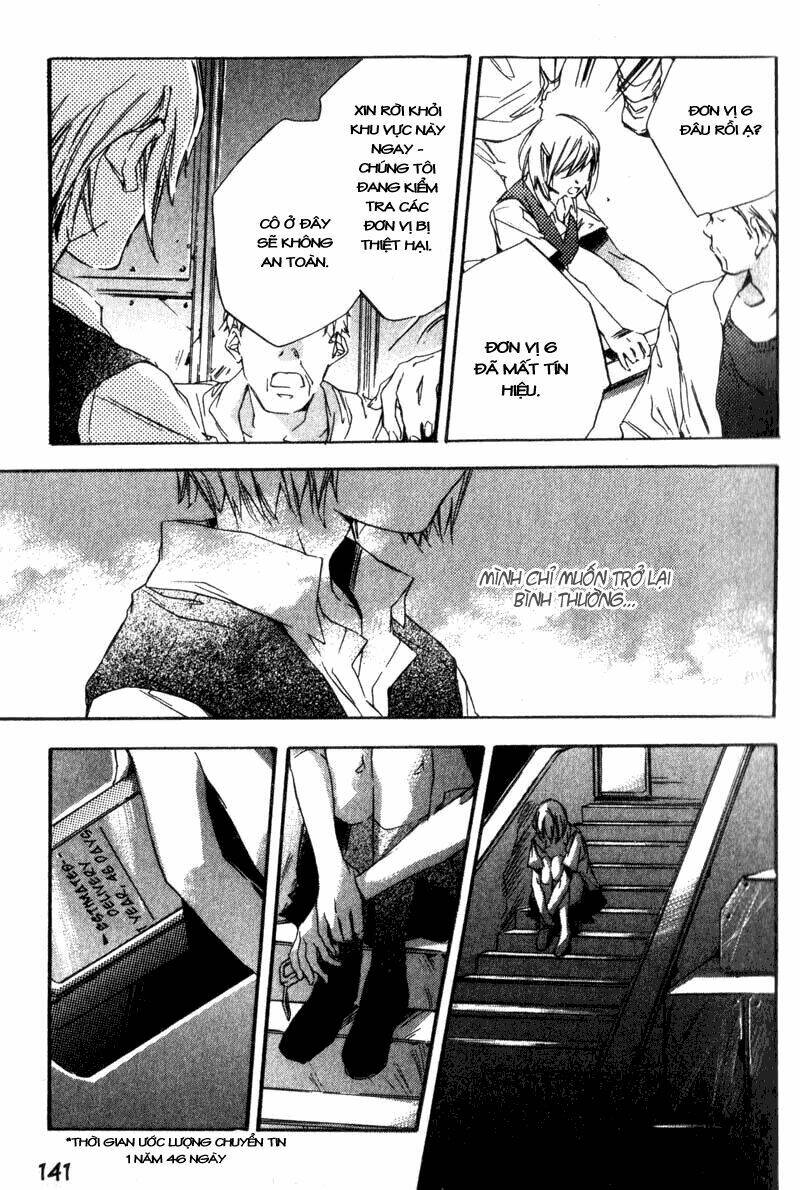 ĐƠN VỊ 6
ĐÂU RỒI Ạ?
ĐƠN VỊ 6
ĐÃ MẤT TÍN
HIỆU.
XIN RỜI KHỎI
KHU VỰC NÀY
NGAY -
CHÚNG TÔI
ĐANG KIỂM
TRA CÁC
ĐƠN VỊ BỊ
THIỆT HẠI.
CÔ Ở ĐÂY
SẼ KHÔNG
AN TOÀN.
MÌNH CHỈ MUỐN TRỞ LẠI
BÌNH THƯỜNG...
- ESTIMATED -
DELIVERY
1 YEAR, 46 DAYS
*THỜI GIAN ƯỚC LƯỢNG CHUYỂN TIN
1 NĂM 46 NGÀY
141